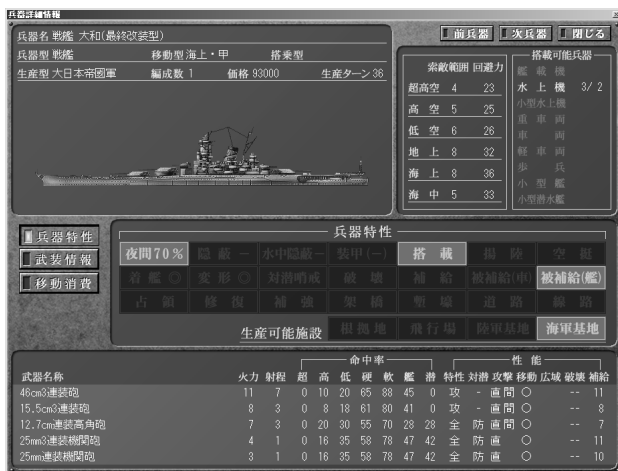 兵器詳細情報
兵器名 戦艦 大和(最終改装型)
前兵器 次兵器 閉じる
兵器型 戦艦 移動型 海上・甲 搭乗型
生産型 大日本帝國軍 編成数 1 価格 93000 生産ターン 36
索敵範囲 回避力
超高空 4 23
高空 5 25
低空 6 26
地上 8 32
海上 8 36
海中 5 33
搭載可能兵器
艦載機
水上機 3/ 2
小型水上機
重車両
車両
軽車両
歩兵
小型艦
小型潜水艦
兵器特性
武装情報
移動消費
兵器特性
夜間70% 隠蔽− 水中隠蔽− 装甲(−) 搭載 揚陸 空挺
着艦◎ 変形◎ 対潜哨戒 破壊 補給 被補給(車) 被補給(艦)
占領 修復 補強 架橋 塹壕 道路 線路
生産可能施設 根拠地 飛行場 陸軍基地 海軍基地
命中率 性能
武器名称 火力 射程 超 高 低 硬 軟 艦 潜 特性 対潜 攻撃 移動 広域 破壊 補給
46cm3連装砲 11 7 0 10 20 65 88 45 0 攻 - 直間 ○ -- 11
15.5cm3連装砲 8 3 0 8 18 61 80 41 0 攻 - 直間 ○ -- 8
12.7cm連装高角砲 7 3 0 20 30 55 70 28 28 全 防 直間 ○ -- 7
25mm3連装機関砲 4 1 0 16 35 58 78 47 42 全 防 直 ○ -- 11
25mm連装機関砲 3 1 0 16 35 58 78 47 42 全 防 直 ○ -- 10